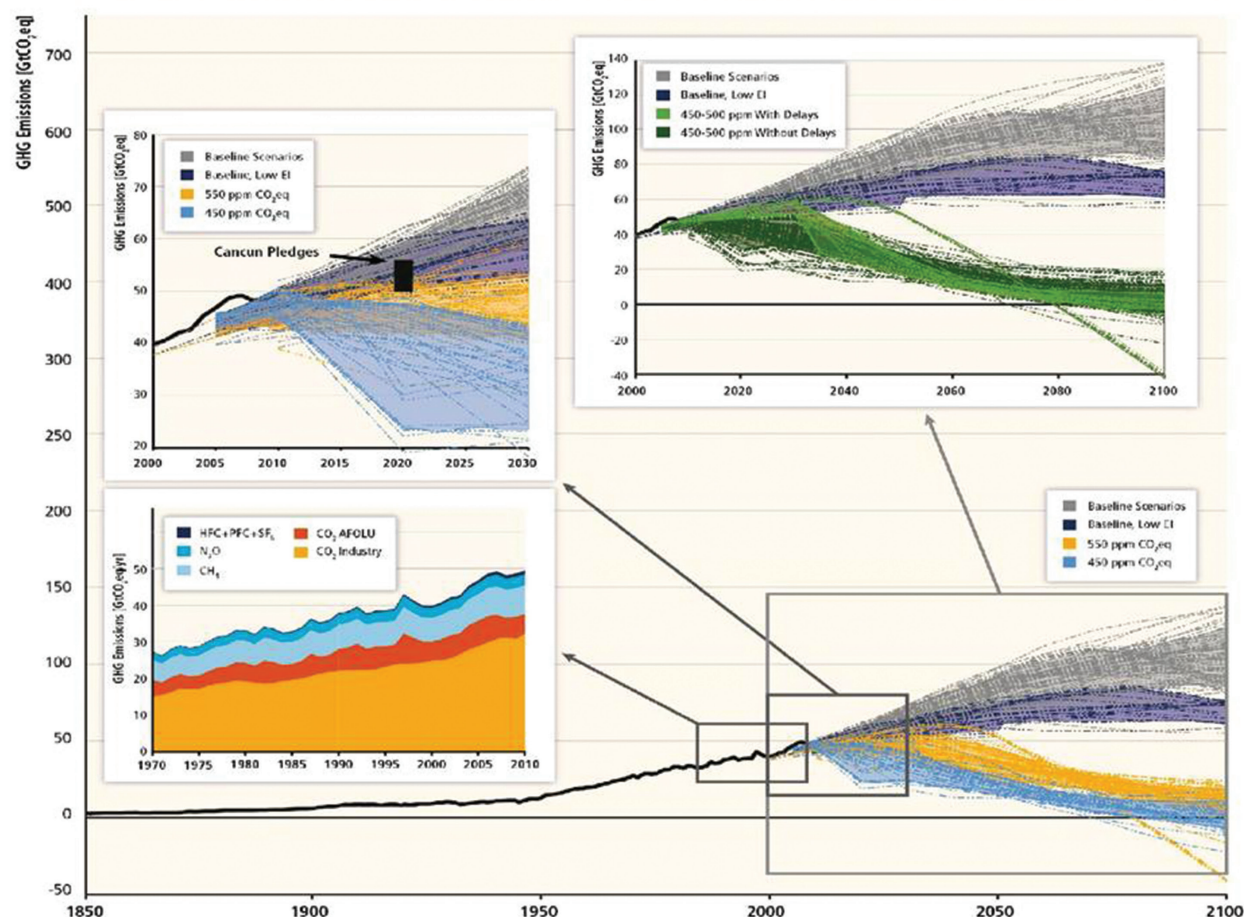 GHG Emissions [GtCO₂eq]
700
600
500
400
300
250
200
150
100
50
0
-50
1850
1900
1950
2000
2050
2100
GHG Emissions [GtCO₂eq]
80
70
60
50
40
30
20
Baseline Scenarios
Baseline, Low EI
550 ppm CO₂eq
450 ppm CO₂eq
Cancun Pledges
2000
2005
2010
2015
2020
2025
2030
GHG Emissions [GtCO₂eq]
140
120
100
80
60
40
20
0
-20
-40
Baseline Scenarios
Baseline, Low EI
450-500 ppm With Delays
450-500 ppm Without Delays
2000
2020
2040
2060
2080
2100
GHG Emissions [GtCO₂eq/yr]
50
40
30
20
10
0
HFC+PFC+SF₆
N₂O
CH₄
CO₂ AFOLU
CO₂ Industry
1970
1975
1980
1985
1990
1995
2000
2005
2010
Baseline Scenarios
Baseline, Low EI
550 ppm CO₂eq
450 ppm CO₂eq